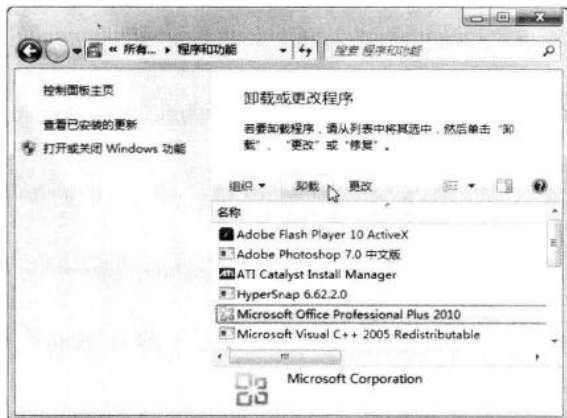 « 所有... ▸ 程序和功能
搜索 程序和功能
控制面板主页
查看已安装的更新
打开或关闭 Windows 功能
卸载或更改程序
若要卸载程序，请从列表中将其选中，然后单击“卸
载”、“更改”或“修复”。
组织 ▼ 卸载 更改
名称
Adobe Flash Player 10 ActiveX
Adobe Photoshop 7.0 中文版
ATI Catalyst Install Manager
HyperSnap 6.62.2.0
Microsoft Office Professional Plus 2010
Microsoft Visual C++ 2005 Redistributable
Microsoft Corporation